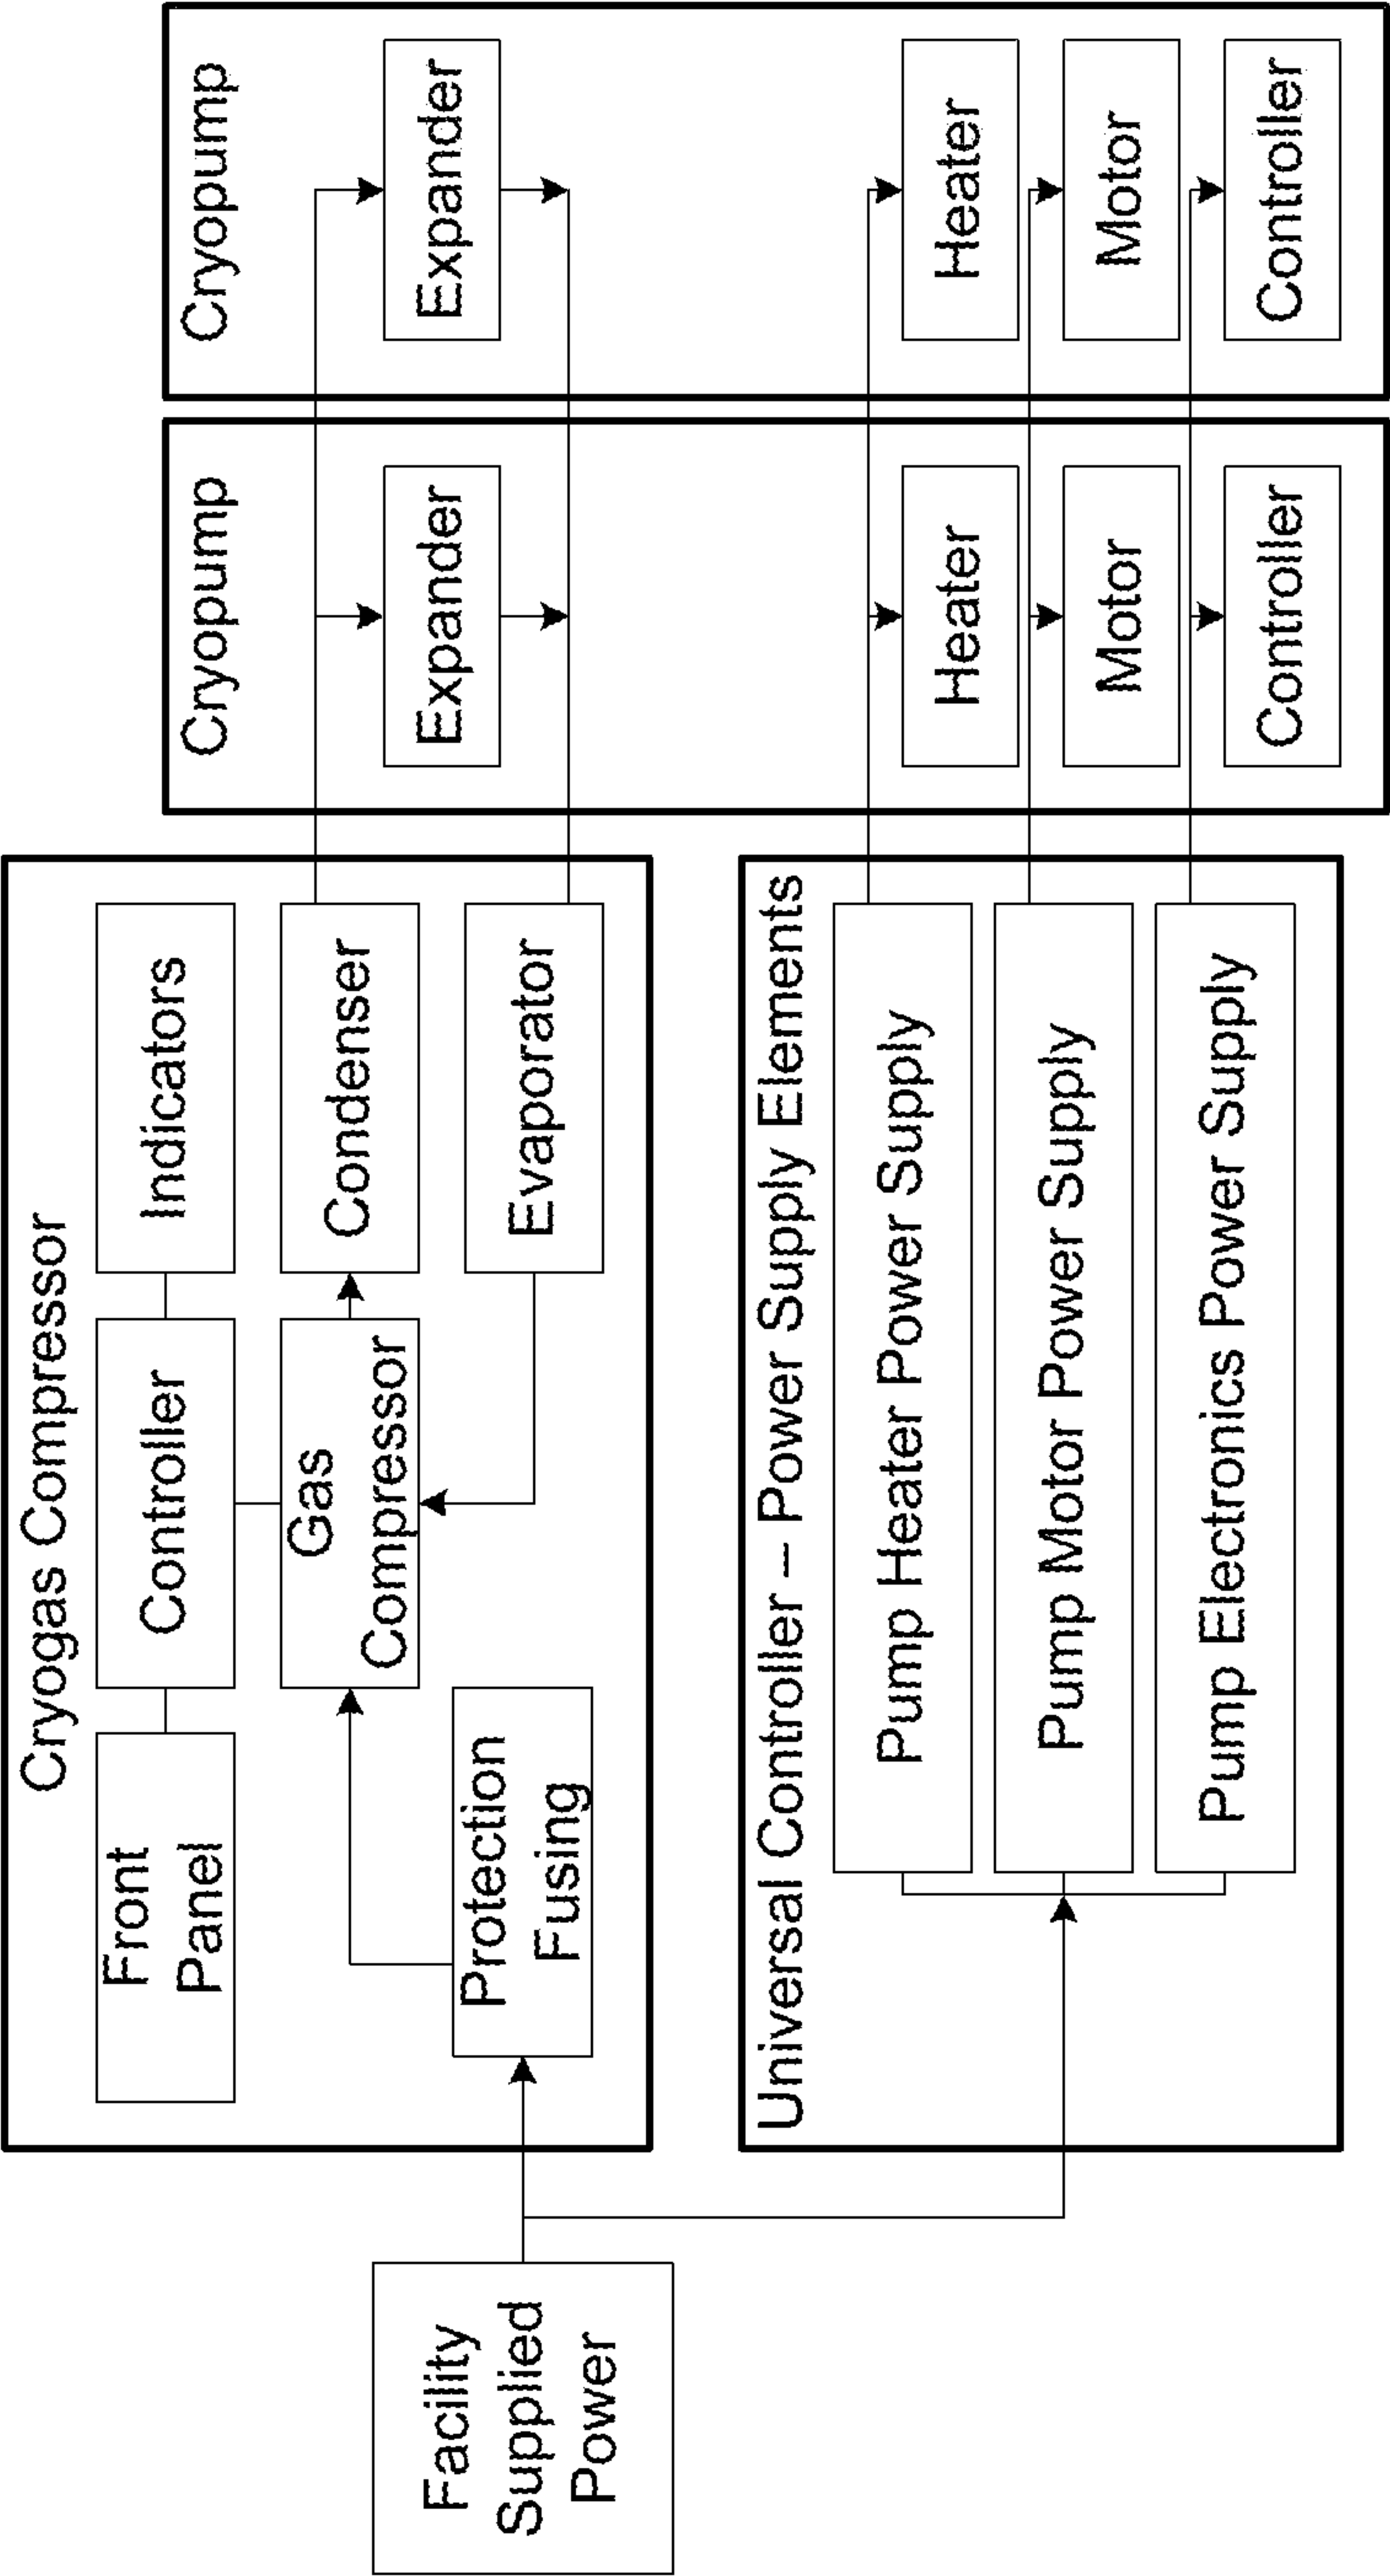 Facility
Supplied
Power
Cryogas Compressor
Front
Panel
Controller
Indicators
Gas
Compressor
Condenser
Protection
Fusing
Evaporator
Universal Controller – Power Supply Elements
Pump Heater Power Supply
Pump Motor Power Supply
Pump Electronics Power Supply
Cryopump
Expander
Heater
Motor
Controller
Cryopump
Expander
Heater
Motor
Controller